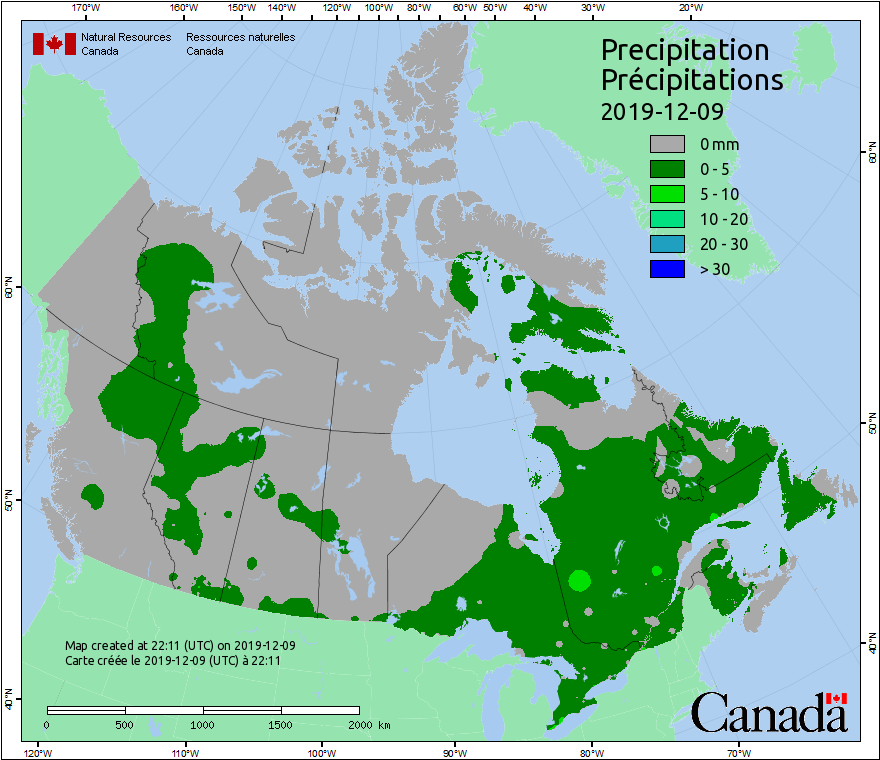 170°W 160°W 150°W 140°W 120°W 100°W 80°W 60°W 50°W 40°W 30°W 20°W
Natural Resources Ressources naturelles
Canada Canada
Precipitation
Précipitations
2019-12-09
0 mm
0 - 5
5 - 10
10 - 20
20 - 30
> 30
60°N
60°N
50°N
50°N
40°N
40°N
Map created at 22:11 (UTC) on 2019-12-09
Carte créée le 2019-12-09 (UTC) à 22:11
0 500 1000 1500 2000 km
Canada
120°W 110°W 100°W 90°W 80°W 70°W